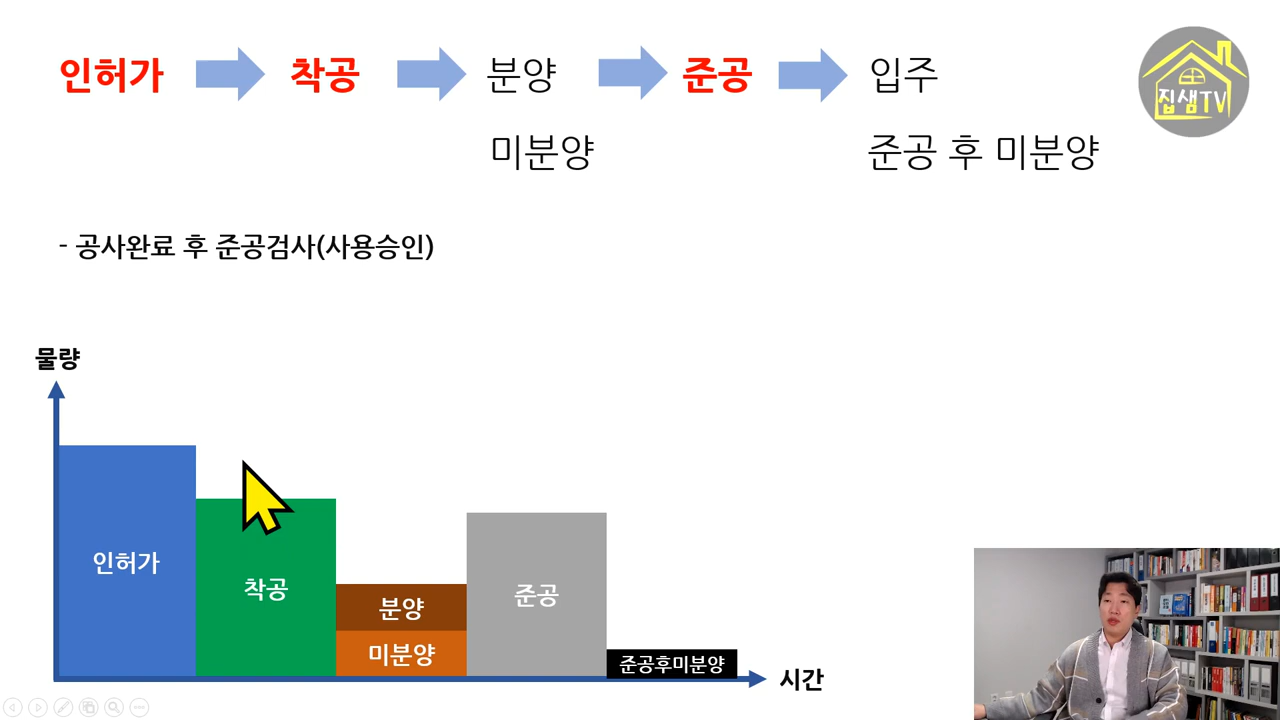 인허가 착공 분양 준공 입주
미분양 준공 후 미분양
집샘TV
- 공사완료 후 준공검사(사용승인)
물량
인허가
착공
분양
미분양
준공
준공후미분양
시간